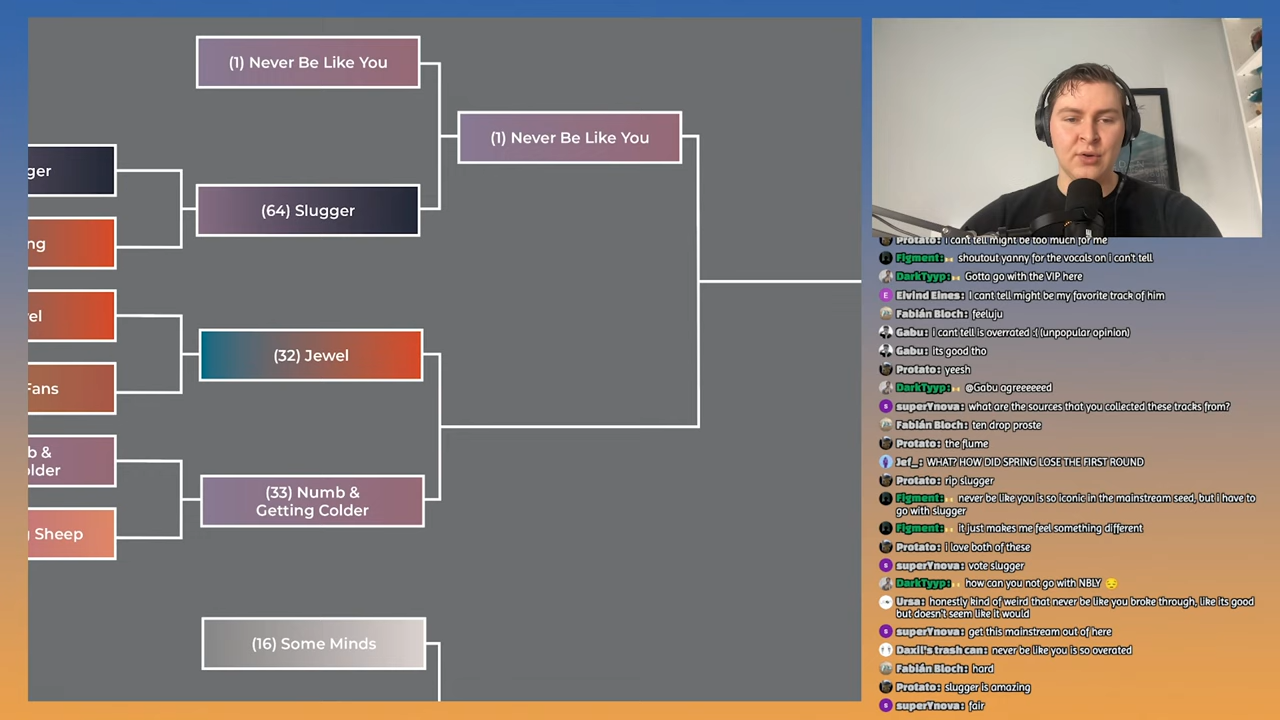 (1) Never Be Like You
(1) Never Be Like You
ger
(64) Slugger
ng
rel
(32) Jewel
Fans
b &
older
(33) Numb &
Getting Colder
Sheep
(16) Some Minds
Protato: i cant tell might be too much for me
Figment: shoutout yanny for the vocals on i can't tell
DarkTyyp: Gotta go with the VIP here
Eivind Eines: I cant tell might be my favorite track of him
Fabián Bloch: feeluju
Gabu: i cant tell is overrated :( (unpopular opinion)
Gabu: its good tho
Protato: yeesh
DarkTyyp: @Gabu agreeeeeed
superYnova: what are the sources that you collected these tracks from?
Fabián Bloch: ten drop proste
Protato: the flume
Jef_: WHAT? HOW DID SPRING LOSE THE FIRST ROUND
Protato: rip slugger
Figment: never be like you is so iconic in the mainstream seed, but i have to
go with slugger
Figment: it just makes me feel something different
Protato: i love both of these
superYnova: vote slugger
DarkTyyp: how can you not go with NBLY 😔
Ursa: honestly kind of weird that never be like you broke through, like its good
but doesn't seem like it would
superYnova: get this mainstream out of here
Daxil's trash can: never be like you is so overated
Fabián Bloch: hard
Protato: slugger is amazing
superYnova: fair